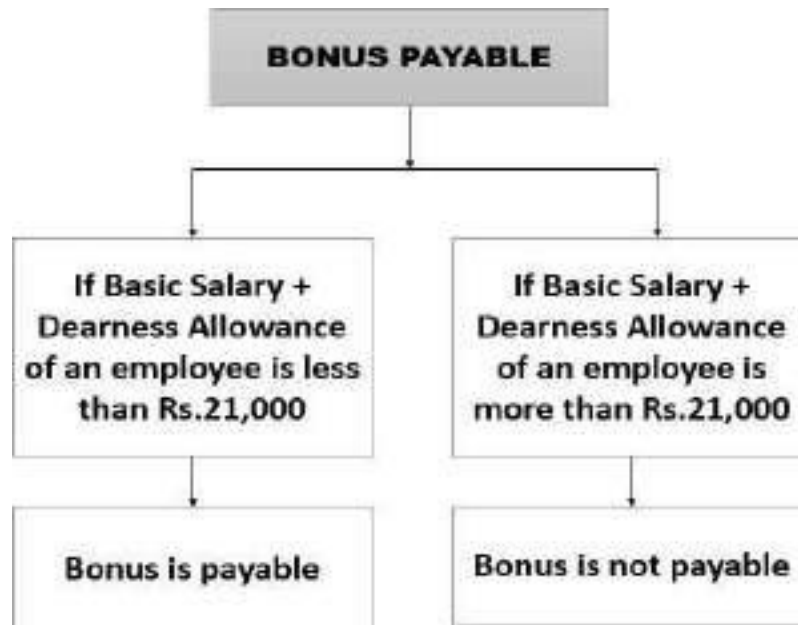 BONUS PAYABLE
If Basic Salary +
Dearness Allowance
of an employee is less
than Rs.21,000
If Basic Salary +
Dearness Allowance
of an employee is
more than Rs.21,000
Bonus is payable
Bonus is not payable